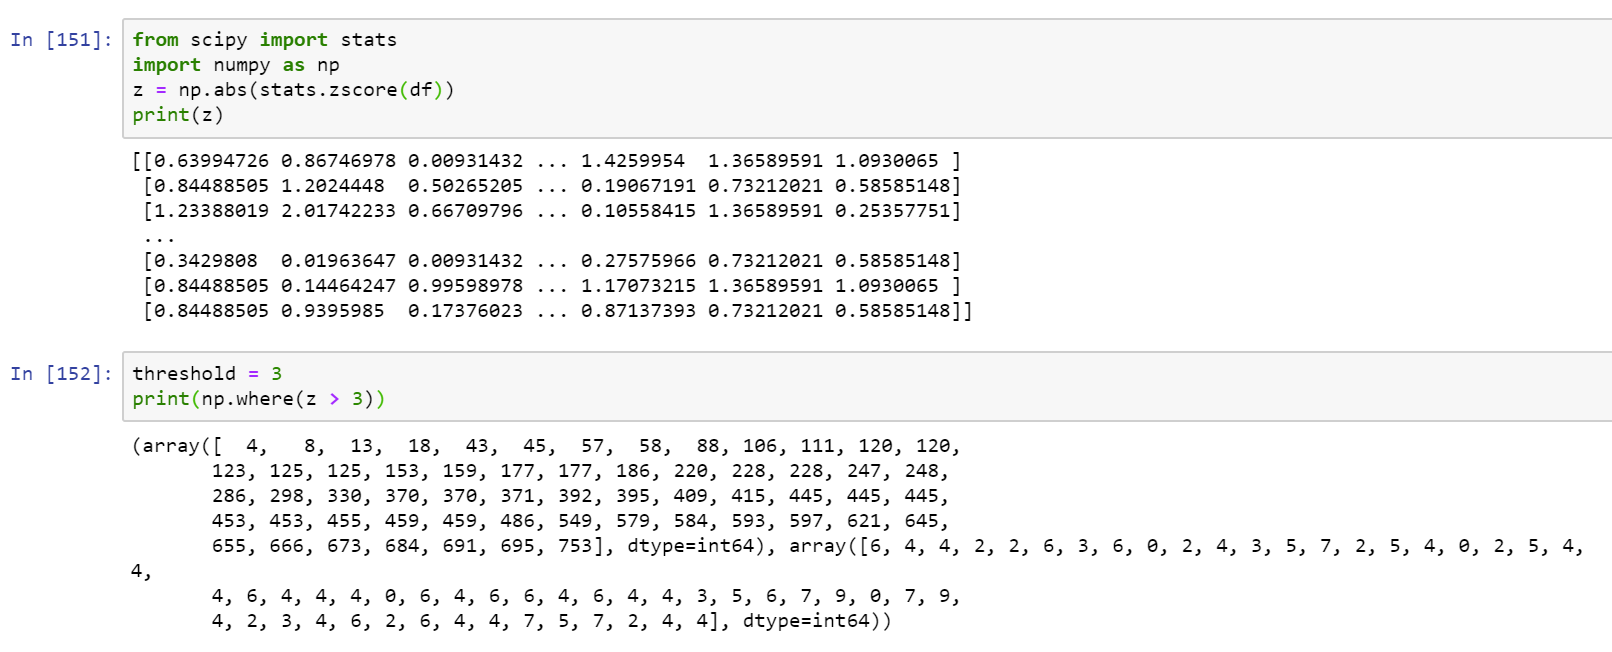 In [151]: from scipy import stats
import numpy as np
z = np.abs(stats.zscore(df))
print(z)
[[0.63994726 0.86746978 0.00931432 ... 1.4259954  1.36589591 1.0930065 ]
 [0.84488505 1.2024448  0.50265205 ... 0.19067191 0.73212021 0.58585148]
 [1.23388019 2.01742233 0.66709796 ... 0.10558415 1.36589591 0.25357751]
 ...
 [0.3429808  0.01963647 0.00931432 ... 0.27575966 0.73212021 0.58585148]
 [0.84488505 0.14464247 0.99598978 ... 1.17073215 1.36589591 1.0930065 ]
 [0.84488505 0.9395985  0.17376023 ... 0.87137393 0.73212021 0.58585148]]
In [152]: threshold = 3
print(np.where(z > 3))
(array([  4,   8,  13,  18,  43,  45,  57,  58,  88, 106, 111, 120, 120,
       123, 125, 125, 153, 159, 177, 177, 186, 220, 228, 228, 247, 248,
       286, 298, 330, 370, 370, 371, 392, 395, 409, 415, 445, 445, 445,
       453, 453, 455, 459, 459, 486, 549, 579, 584, 593, 597, 621, 645,
       655, 666, 673, 684, 691, 695, 753], dtype=int64), array([6, 4, 4, 2, 2, 6, 3, 6, 0, 2, 4, 3, 5, 7, 2, 5, 4, 0, 2, 5, 4,
4,
       4, 6, 4, 4, 4, 0, 6, 4, 6, 6, 4, 6, 4, 4, 3, 5, 6, 7, 9, 0, 7, 9,
       4, 2, 3, 4, 6, 2, 6, 4, 4, 7, 5, 7, 2, 4, 4], dtype=int64))